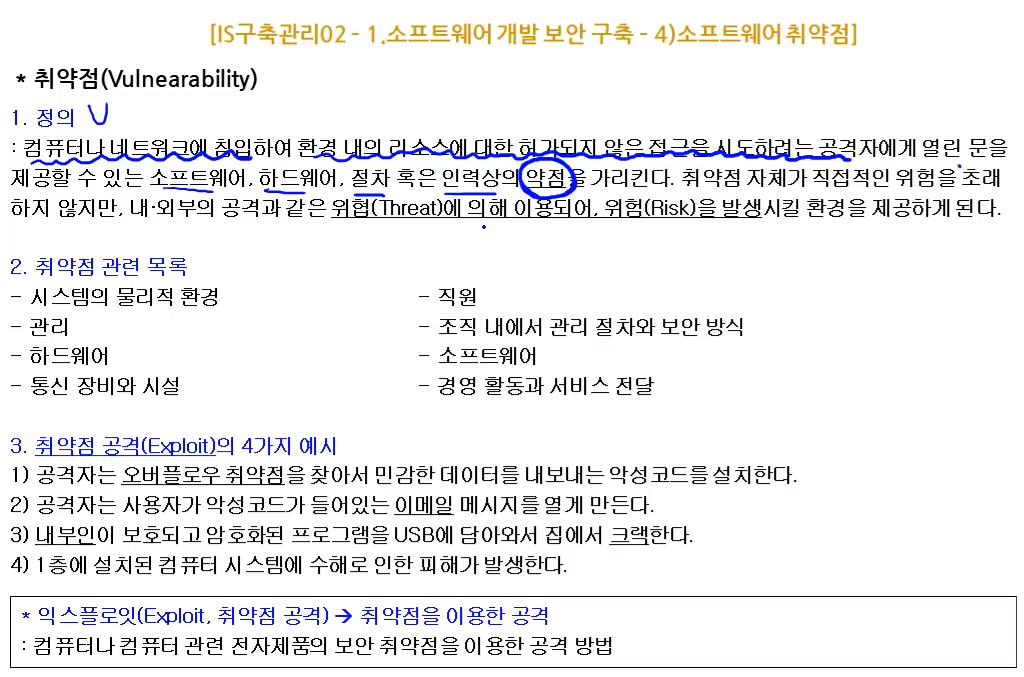 [IS구축관리02 - 1.소프트웨어 개발 보안 구축 - 4)소프트웨어 취약점]
* 취약점(Vulnearability)
1. 정의
: 컴퓨터나 네트워크에 침입하여 환경 내의 리소스에 대한 허가되지 않은 접근을 시도하려는 공격자에게 열린 문을
제공할 수 있는 소프트웨어, 하드웨어, 절차 혹은 인력상의 약점을 가리킨다. 취약점 자체가 직접적인 위험을 초래
하지 않지만, 내·외부의 공격과 같은 위협(Threat)에 의해 이용되어, 위험(Risk)을 발생시킬 환경을 제공하게 된다.
2. 취약점 관련 목록
- 시스템의 물리적 환경 - 직원
- 관리 - 조직 내에서 관리 절차와 보안 방식
- 하드웨어 - 소프트웨어
- 통신 장비와 시설 - 경영 활동과 서비스 전달
3. 취약점 공격(Exploit)의 4가지 예시
1) 공격자는 오버플로우 취약점을 찾아서 민감한 데이터를 내보내는 악성코드를 설치한다.
2) 공격자는 사용자가 악성코드가 들어있는 이메일 메시지를 열게 만든다.
3) 내부인이 보호되고 암호화된 프로그램을 USB에 담아와서 집에서 크랙한다.
4) 1층에 설치된 컴퓨터 시스템에 수해로 인한 피해가 발생한다.
* 익스플로잇(Exploit, 취약점 공격) → 취약점을 이용한 공격
: 컴퓨터나 컴퓨터 관련 전자제품의 보안 취약점을 이용한 공격 방법